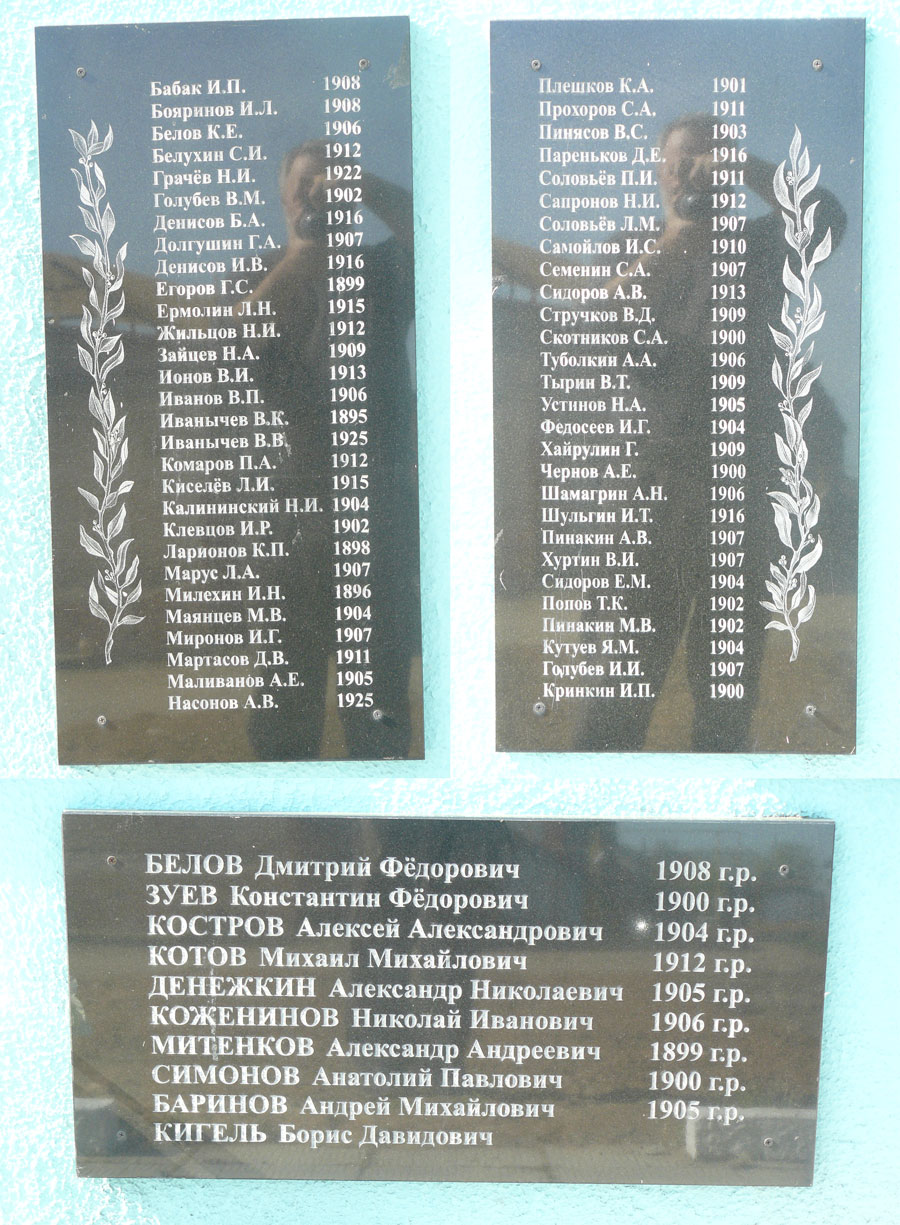 Бабак И.П. 1908
Бояринов И.Л. 1908
Белов К.Е. 1906
Белухин С.И. 1912
Грачёв Н.И. 1922
Голубев В.М. 1902
Денисов Б.А. 1916
Долгушин Г.А. 1907
Денисов И.В. 1916
Егоров Г.С. 1899
Ермолин Л.Н. 1915
Жильцов Н.И. 1912
Зайцев Н.А. 1909
Ионов В.И. 1913
Иванов В.П. 1906
Иванычев В.К. 1895
Иванычев В.В. 1925
Комаров П.А. 1912
Киселёв Л.И. 1915
Калининский Н.И. 1904
Клевцов И.Р. 1902
Ларионов К.П. 1898
Марус Л.А. 1907
Милехин И.Н. 1896
Маянцев М.В. 1904
Миронов И.Г. 1907
Мартасов Д.В. 1911
Маливанов А.Е. 1905
Насонов А.В. 1925
Плешков К.А. 1901
Прохоров С.А. 1911
Пинясов В.С. 1903
Пареньков Д.Е. 1916
Соловьёв П.И. 1911
Сапронов Н.И. 1912
Соловьёв Л.М. 1907
Самойлов И.С. 1910
Семенин С.А. 1907
Сидоров А.В. 1913
Стручков В.Д. 1909
Скотников С.А. 1900
Туболкин А.А. 1906
Тырин В.Т. 1909
Устинов Н.А. 1905
Федосеев И.Г. 1904
Хайрулин Г. 1909
Чернов А.Е. 1900
Шамагрин А.Н. 1906
Шульгин И.Т. 1916
Пинакин А.В. 1907
Хуртин В.И. 1907
Сидоров Е.М. 1904
Попов Т.К. 1902
Пинакин М.В. 1902
Кутуев Я.М. 1904
Голубев И.И. 1907
Кринкин И.П. 1900
БЕЛОВ Дмитрий Фёдорович 1908 г.р.
ЗУЕВ Константин Фёдорович 1900 г.р.
КОСТРОВ Алексей Александрович 1904 г.р.
КОТОВ Михаил Михайлович 1912 г.р.
ДЕНЕЖКИН Александр Николаевич 1905 г.р.
КОЖЕНИНОВ Николай Иванович 1906 г.р.
МИТЕНКОВ Александр Андреевич 1899 г.р.
СИМОНОВ Анатолий Павлович 1900 г.р.
БАРИНОВ Андрей Михайлович 1905 г.р.
КИГЕЛЬ Борис Давидович